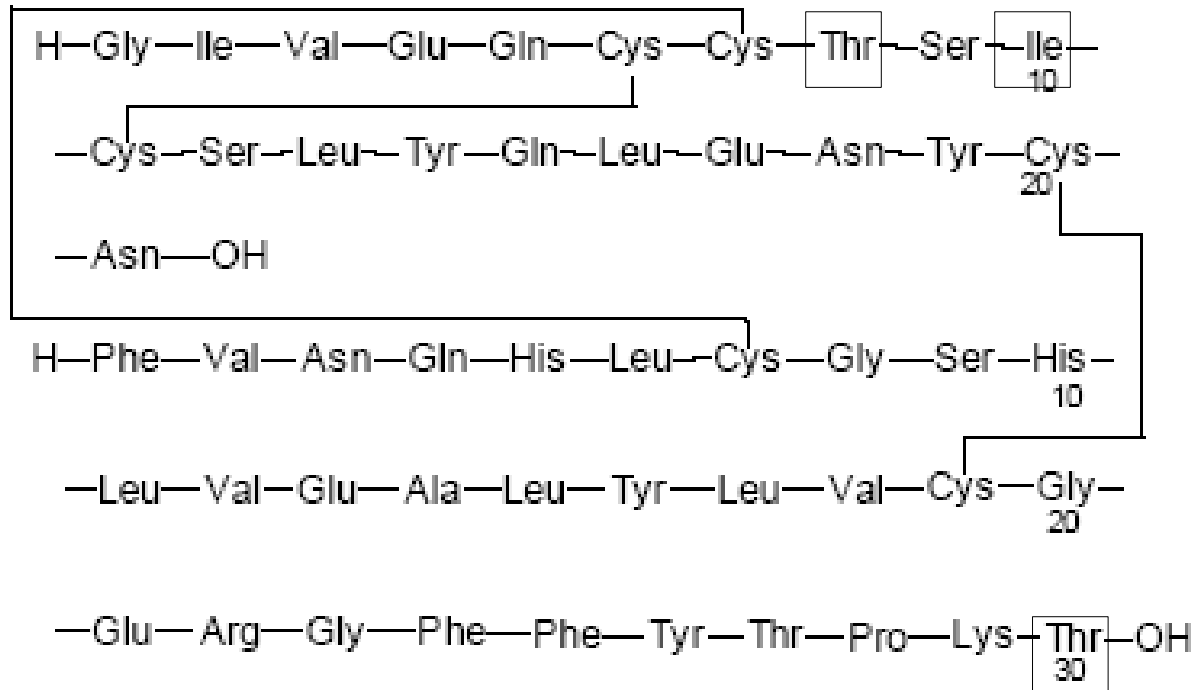 H—Gly—Ile—Val—Glu—Gln—Cys—Cys—Thr—Ser—Ile—
10
—Cys—Ser—Leu—Tyr—Gln—Leu—Glu—Asn—Tyr—Cys—
20
—Asn—OH
H—Phe—Val—Asn—Gln—His—Leu—Cys—Gly—Ser—His—
10
—Leu—Val—Glu—Ala—Leu—Tyr—Leu—Val—Cys—Gly—
20
—Glu—Arg—Gly—Phe—Phe—Tyr—Thr—Pro—Lys—Thr—OH
30